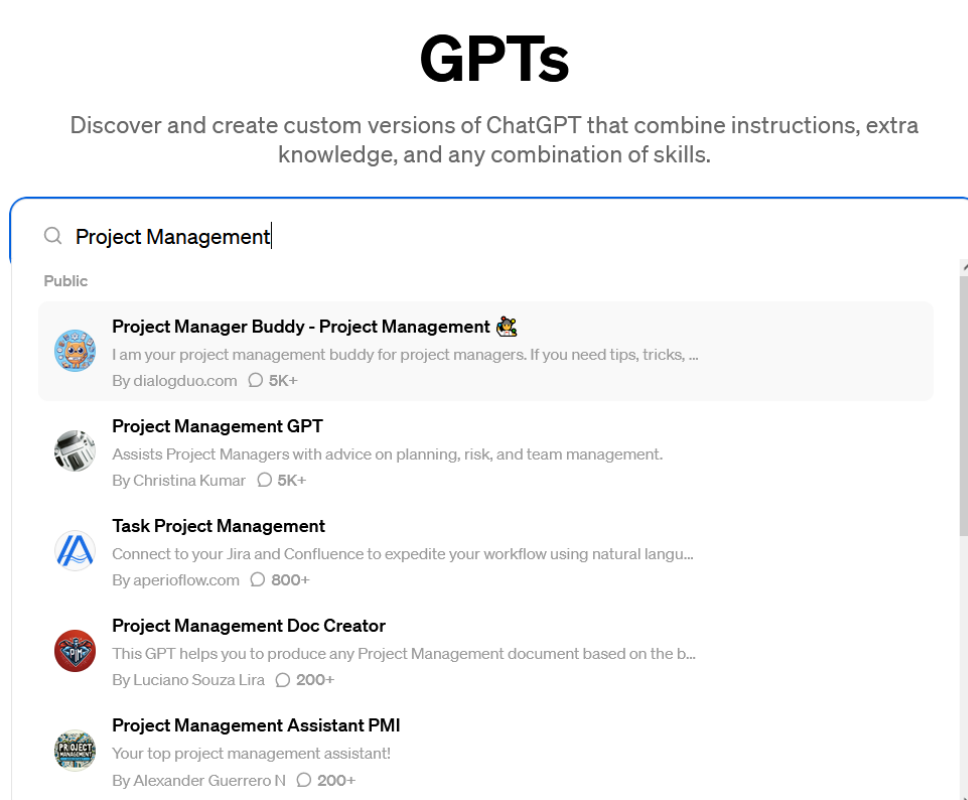 GPTs
Discover and create custom versions of ChatGPT that combine instructions, extra
knowledge, and any combination of skills.
Project Management
Public
Project Manager Buddy - Project Management
I am your project management buddy for project managers. If you need tips, tricks, ...
By dialogduo.com 5K+
Project Management GPT
Assists Project Managers with advice on planning, risk, and team management.
By Christina Kumar 5K+
Task Project Management
Connect to your Jira and Confluence to expedite your workflow using natural langu...
By aperioflow.com 800+
Project Management Doc Creator
This GPT helps you to produce any Project Management document based on the b...
By Luciano Souza Lira 200+
PROJECT
Project Management Assistant PMI
Your top project management assistant!
By Alexander Guerrero N 200+